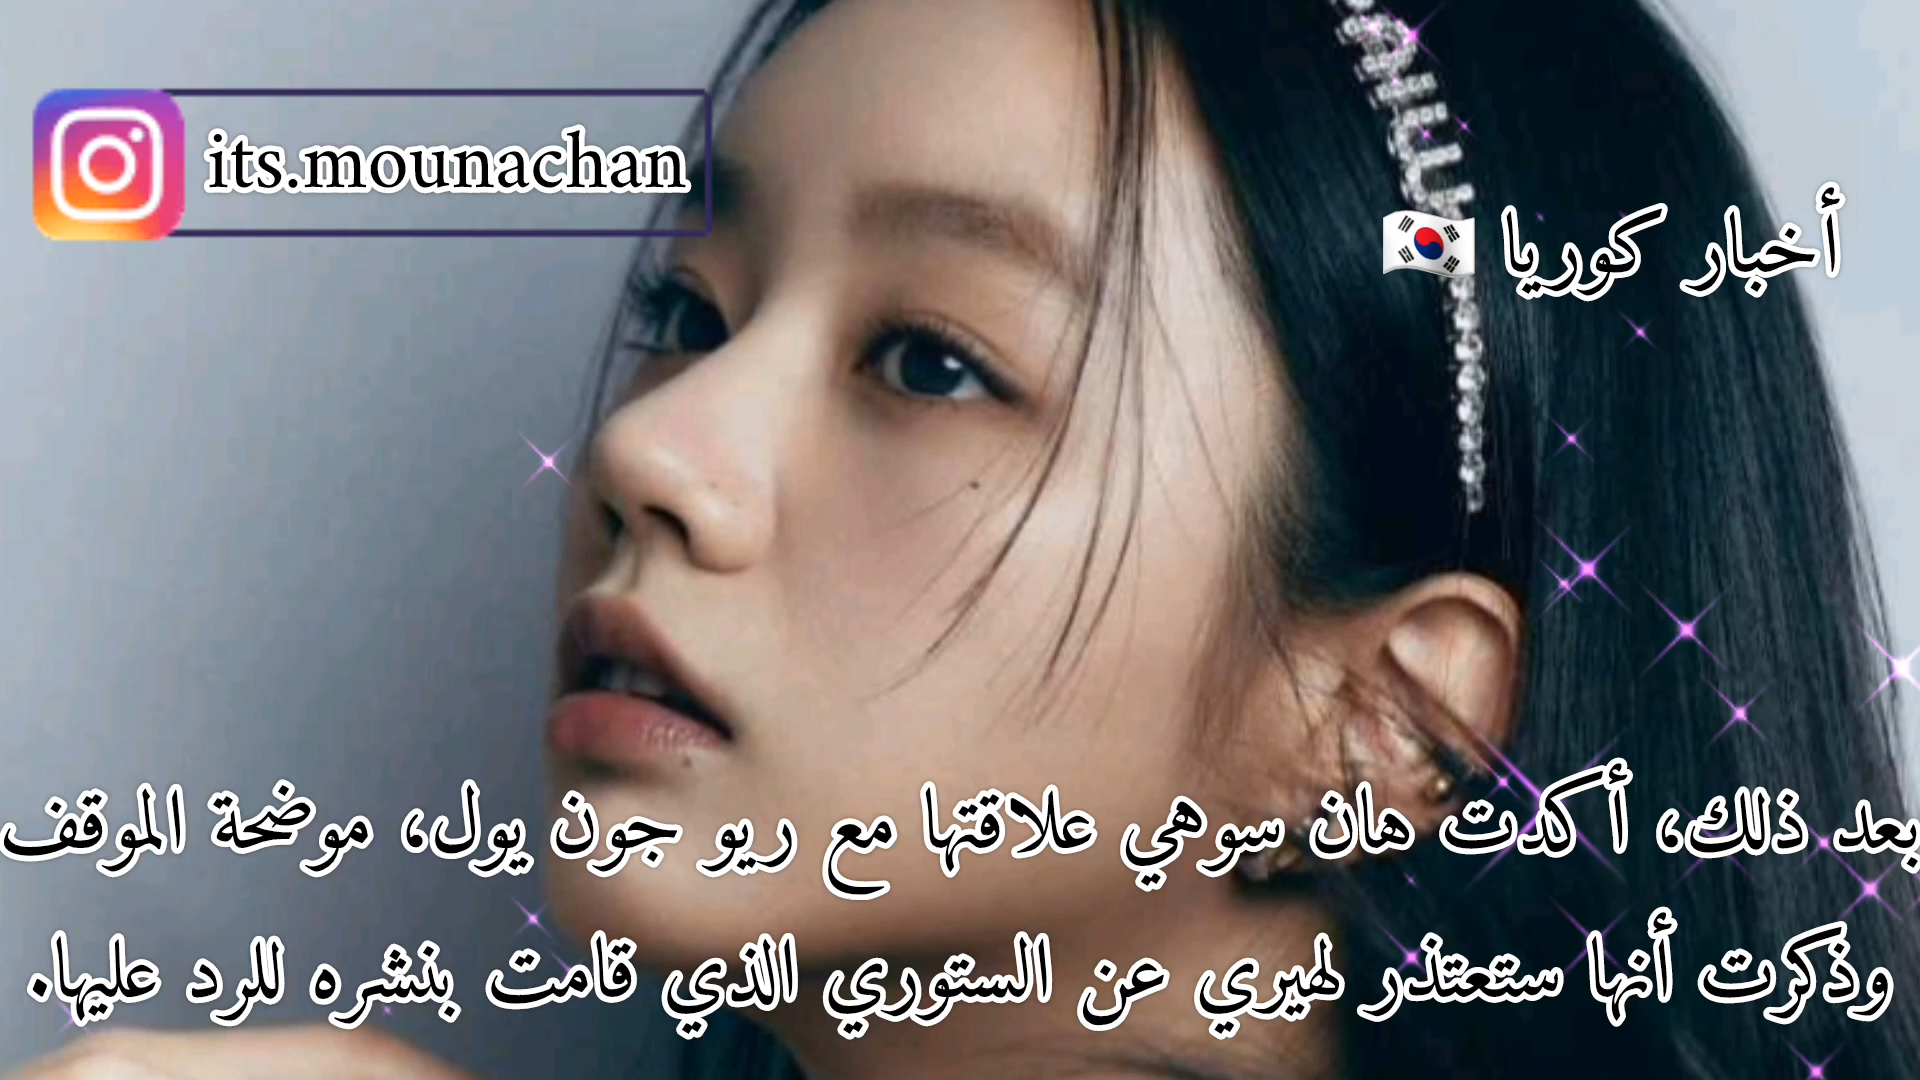 its.mounachan
أخبار كوريا 🇰🇷
بعد ذلك، أكدت هان سوهي علاقتها مع ريو جون يول، موضحة الموقف
وذكرت أنها ستعتذر لهيري عن الستوري الذي قامت بنشره للرد عليها.